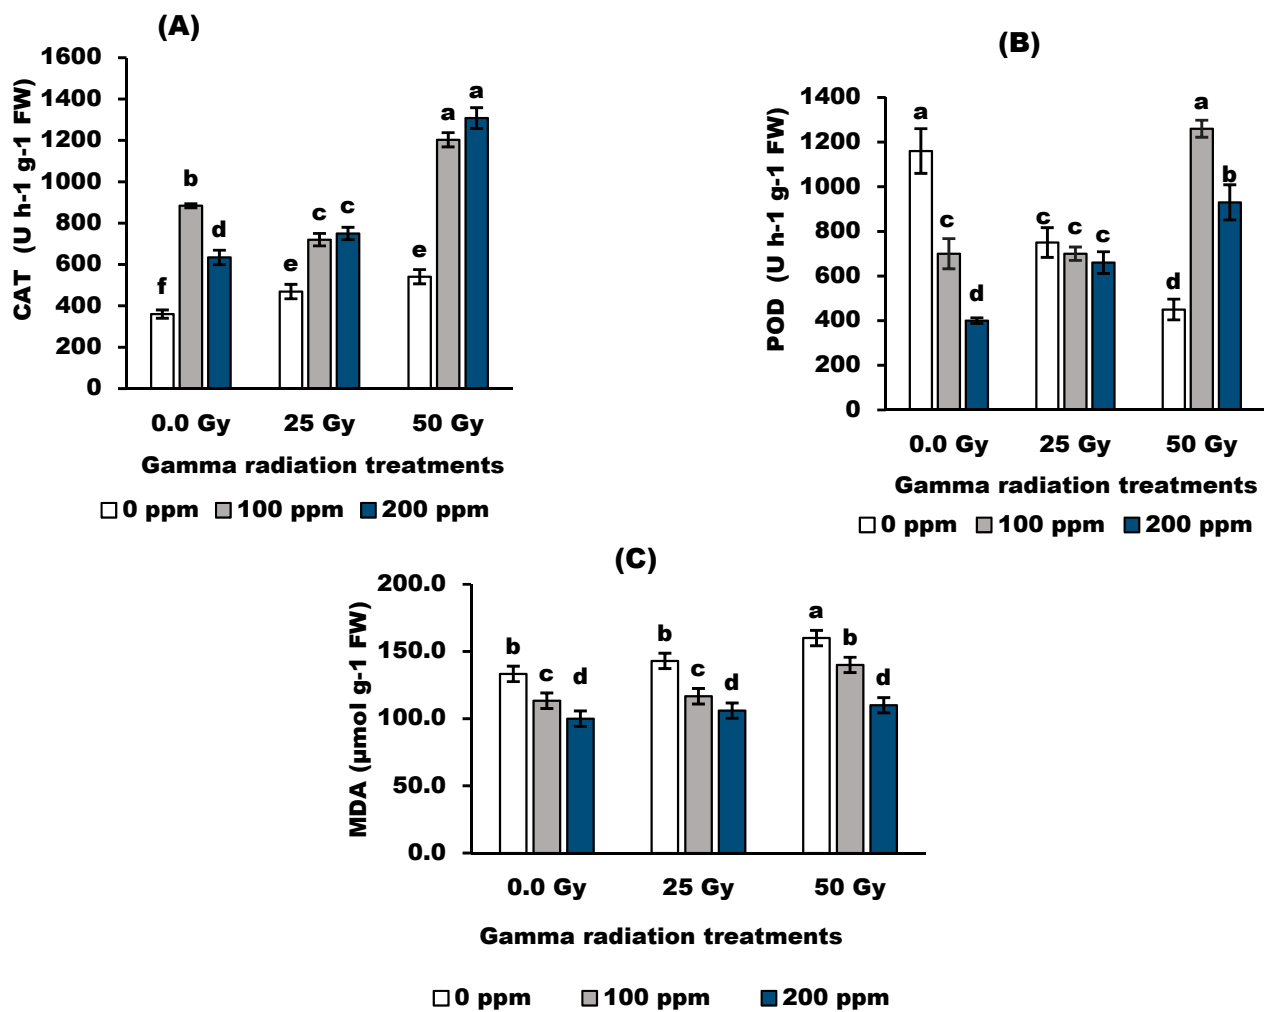 (A)
CAT (U h-1 g-1 FW)
1600
1400
1200
1000
800
600
400
200
0
f
b
d
e
c
c
e
a
a
0.0 Gy 25 Gy 50 Gy
Gamma radiation treatments
0 ppm 100 ppm 200 ppm
(B)
POD (U h-1 g-1 FW)
1400
1200
1000
800
600
400
200
0
a
c
d
c
c
c
d
a
b
0.0 Gy 25 Gy 50 Gy
Gamma radiation treatments
0 ppm 100 ppm 200 ppm
(C)
MDA (µmol g-1 FW)
200.0
150.0
100.0
50.0
0.0
b
c
d
b
c
d
a
b
d
0.0 Gy 25 Gy 50 Gy
Gamma radiation treatments
0 ppm 100 ppm 200 ppm